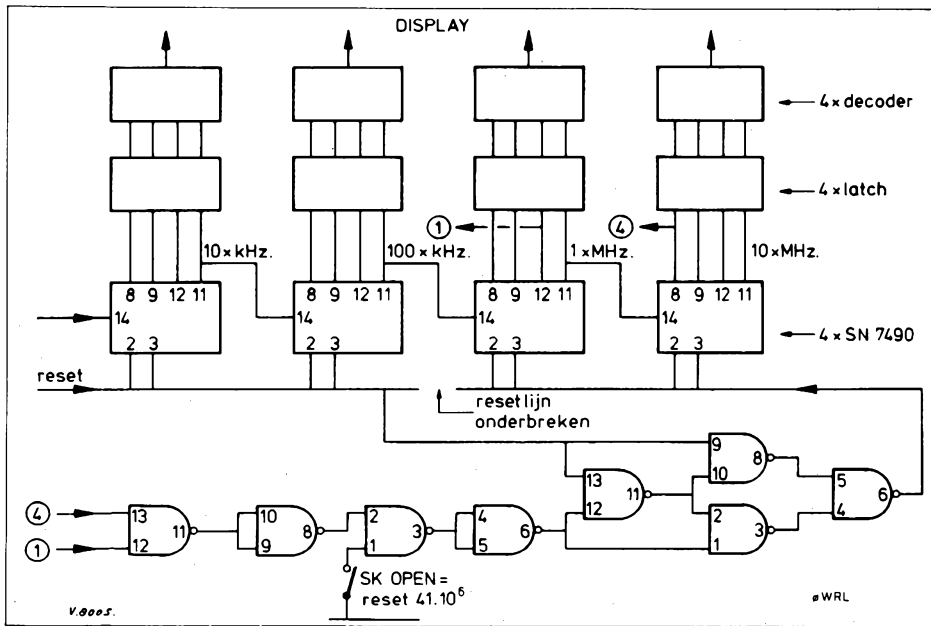 DISPLAY
4 x decoder
4 x latch
1
4
10 x kHz.
100 x kHz.
1 x MHz.
10 x MHz.
8 9 12 11
8 9 12 11
8 9 12 11
8 9 12 11
14
14
14
14
2 3
2 3
2 3
2 3
4 x SN 7490
reset
reset lijn
onderbreken
9
10
8
13
12
11
5
4
6
4
1
13
12
11
10
9
8
2
1
3
4
5
6
2
1
3
SK OPEN =
reset 41.10⁶
V.BOOS.
øWRL